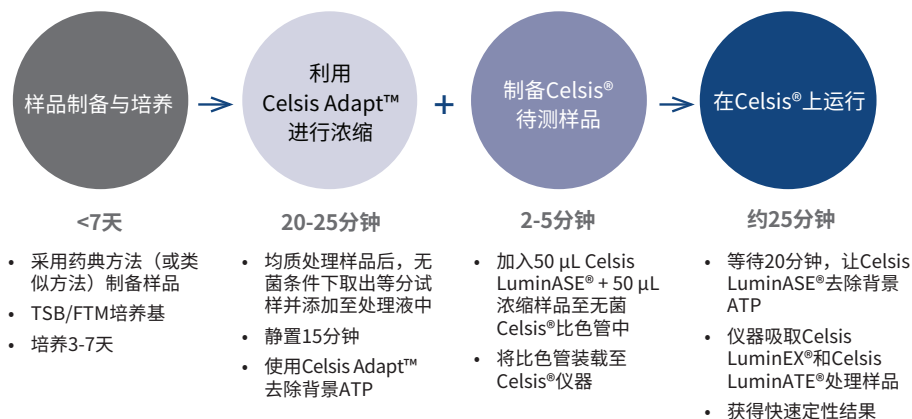 样品制备与培养
利用
Celsis Adapt™
进行浓缩
+
制备Celsis®
待测样品
在Celsis®上运行
<7天
• 采用药典方法（或类
似方法）制备样品
• TSB/FTM培养基
• 培养3-7天
20-25分钟
• 均质处理样品后，无
菌条件下取出等分试
样并添加至处理液中
• 静置15分钟
• 使用Celsis Adapt™
去除背景ATP
2-5分钟
• 加入50 µL Celsis
LuminASE® + 50 µL
浓缩样品至无菌
Celsis®比色管中
• 将比色管装载至
Celsis®仪器
约25分钟
• 等待20分钟，让Celsis
LuminASE®去除背景
ATP
• 仪器吸取Celsis
LuminEX®和Celsis
LuminATE®处理样品
• 获得快速定性结果